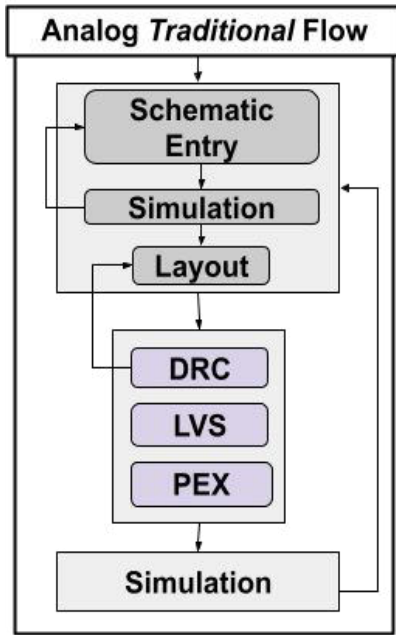 Analog Traditional Flow
Schematic
Entry
Simulation
Layout
DRC
LVS
PEX
Simulation